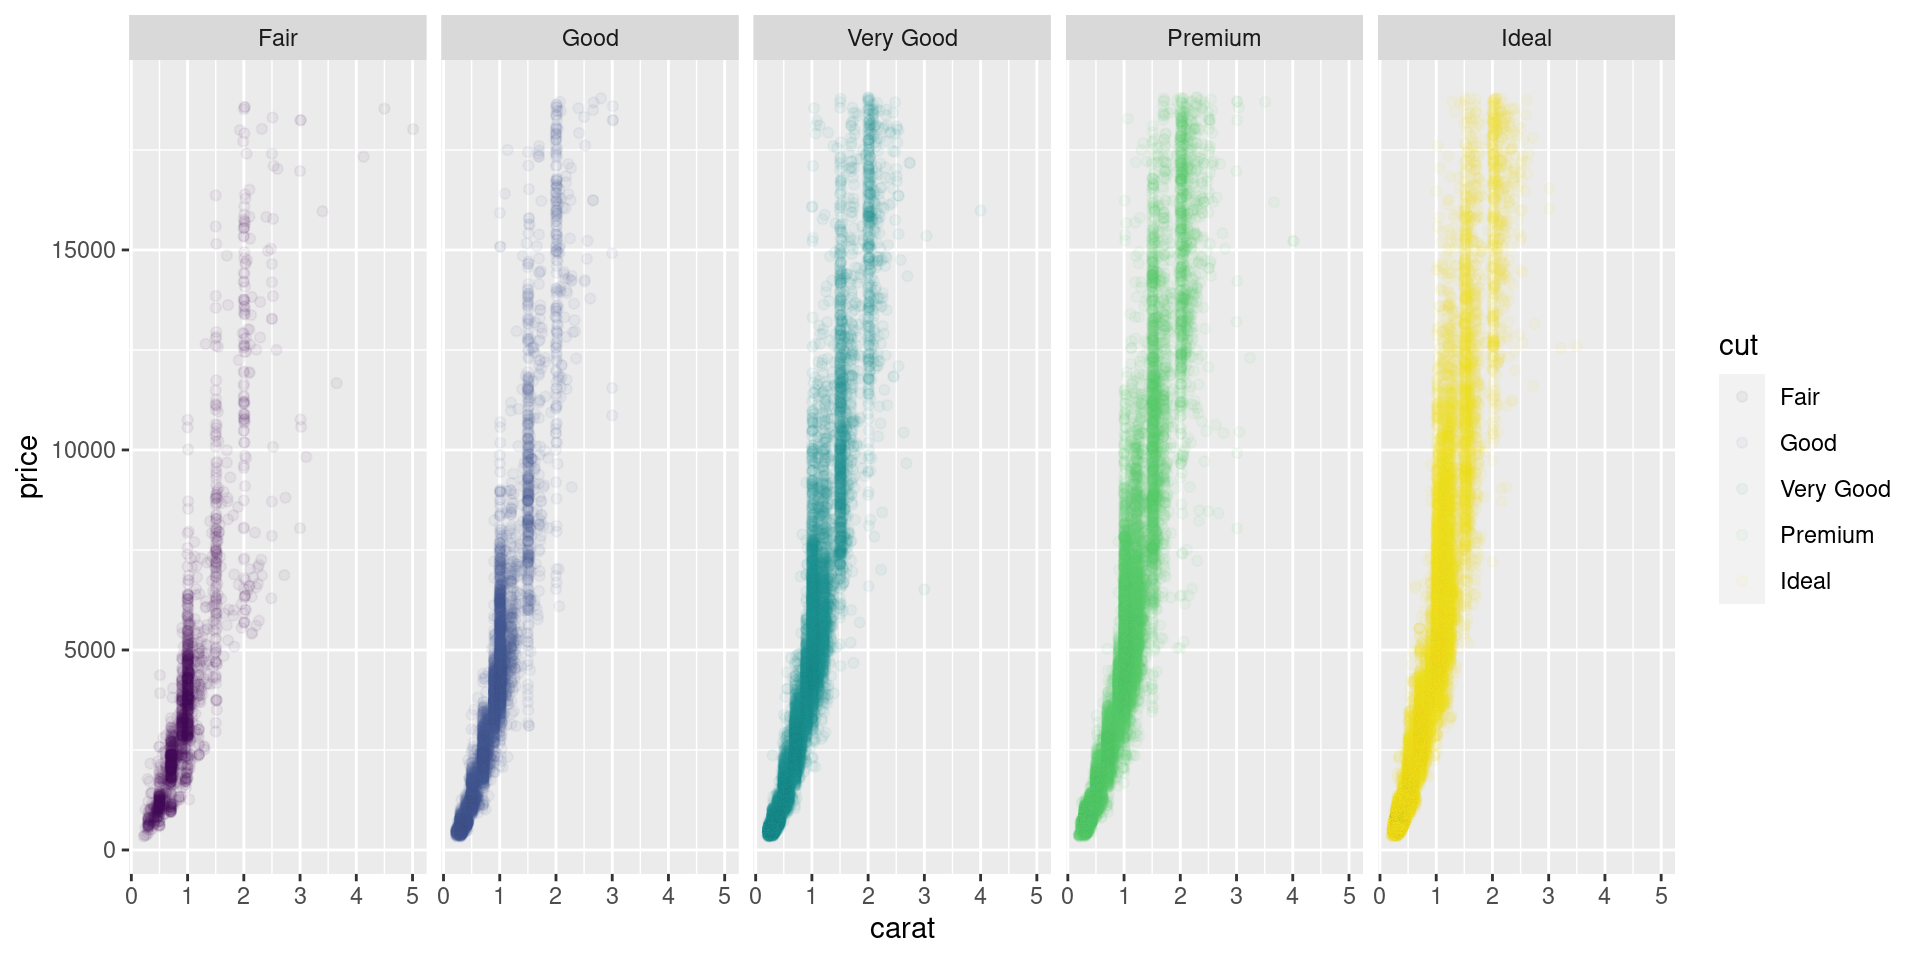 Fair Good Very Good Premium Ideal
15000
10000
5000
0
price
0 1 2 3 4 5 0 1 2 3 4 5 0 1 2 3 4 5 0 1 2 3 4 5 0 1 2 3 4 5
carat
cut
Fair
Good
Very Good
Premium
Ideal